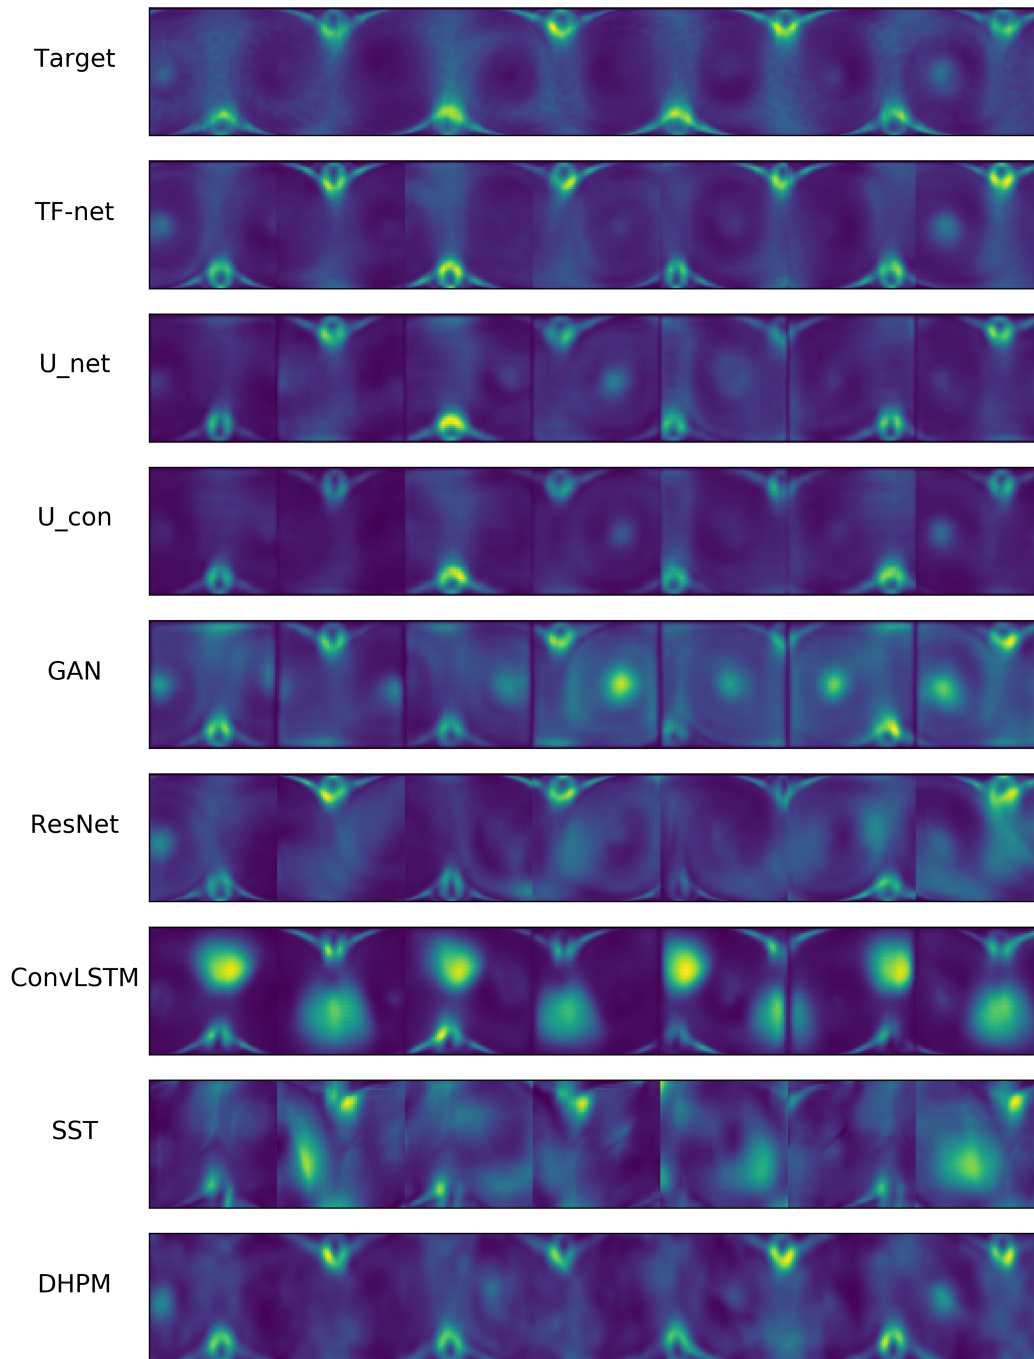 Target
TF-net
U_net
U_con
GAN
ResNet
ConvLSTM
SST
DHPM